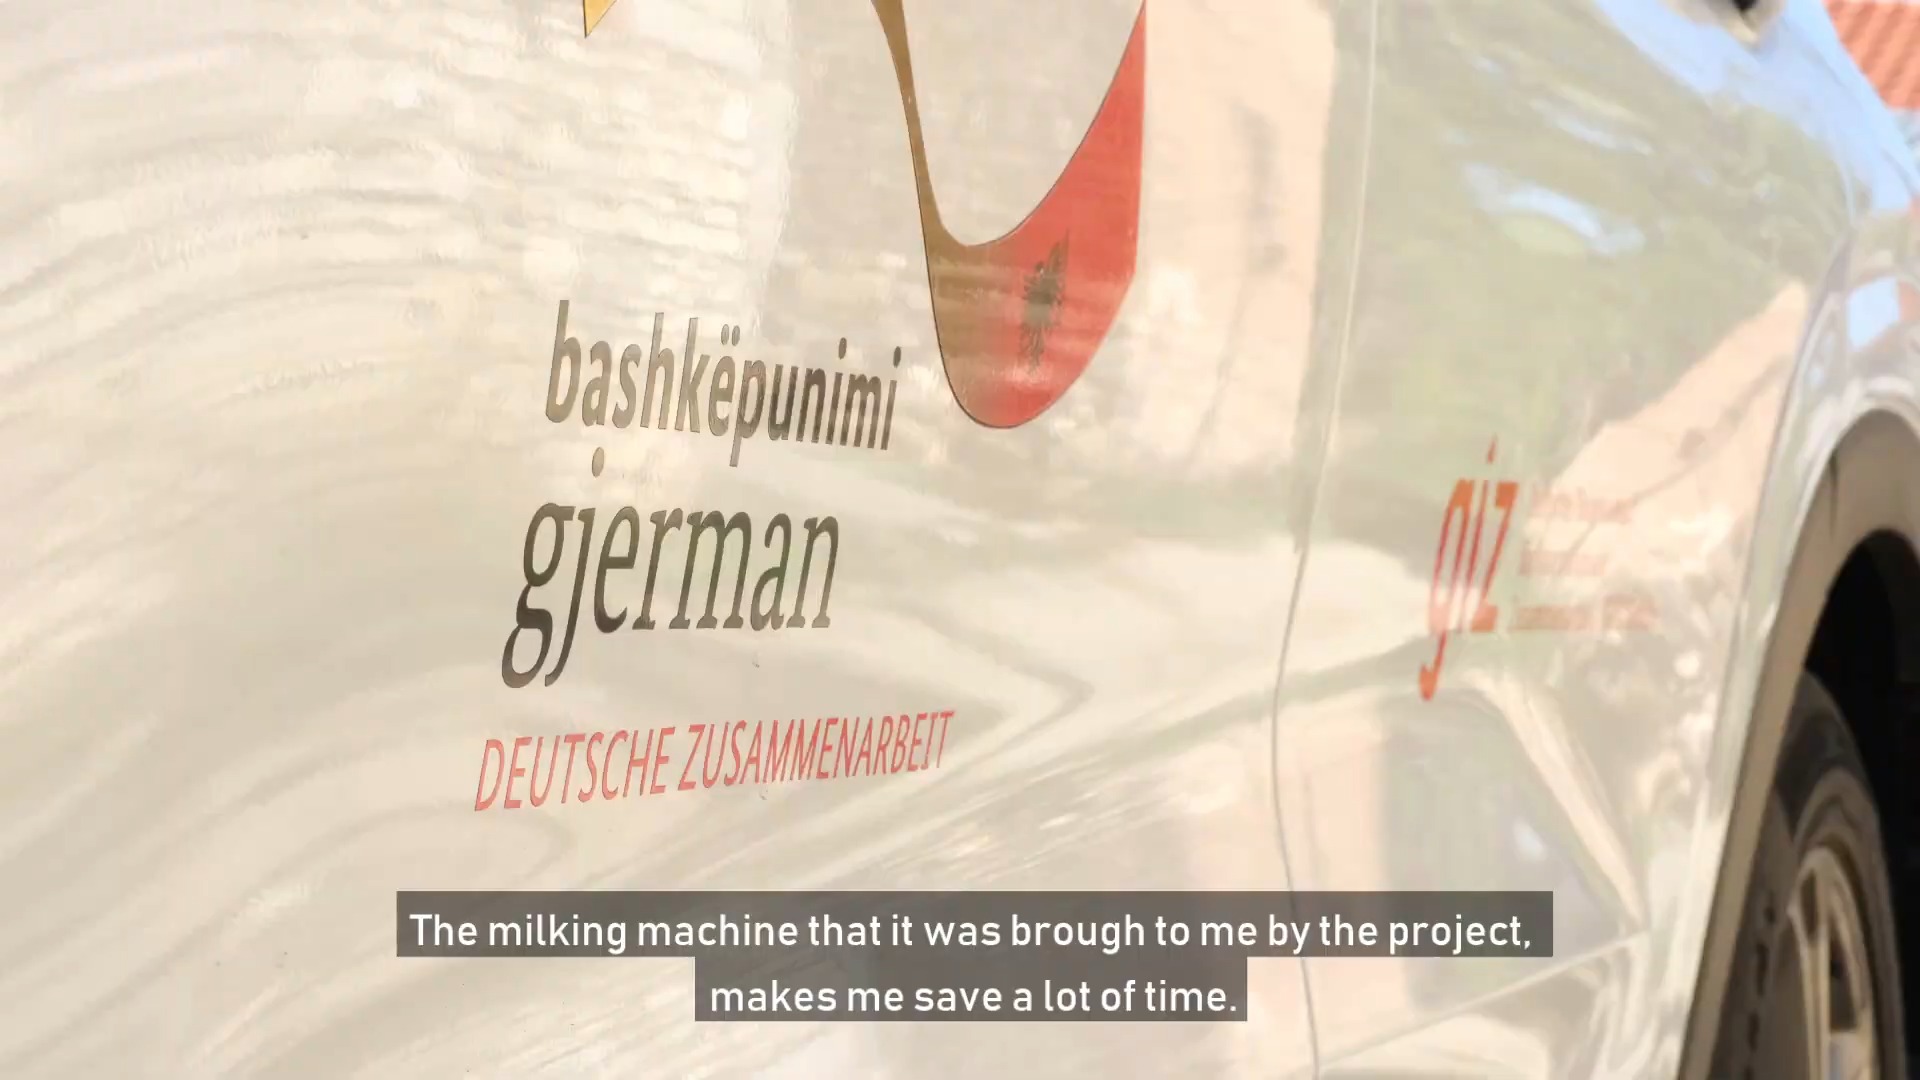 bashkëpunimi
gjerman
DEUTSCHE ZUSAMMENARBEIT
giz
The milking machine that it was brough to me by the project,
makes me save a lot of time.